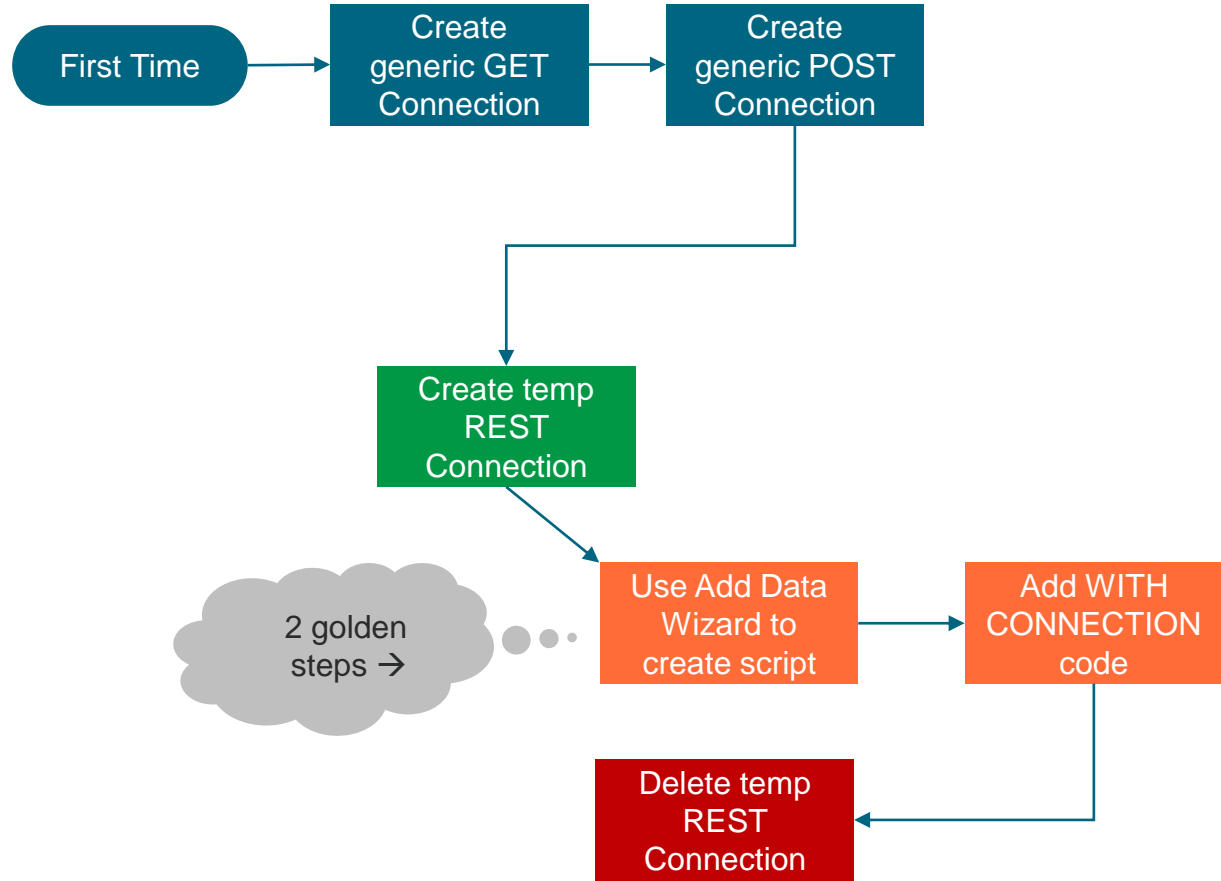 First Time
Create
generic GET
Connection
Create
generic POST
Connection
Create temp
REST
Connection
2 golden
steps →
Use Add Data
Wizard to
create script
Add WITH
CONNECTION
code
Delete temp
REST
Connection